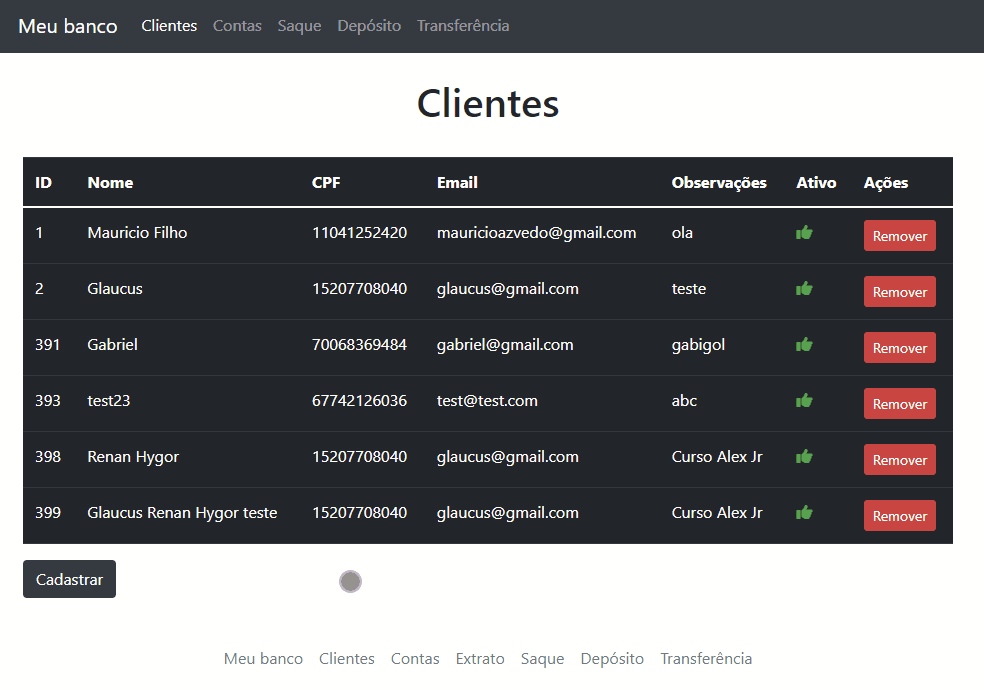 Meu banco Clientes Contas Saque Depósito Transferência
Clientes
ID Nome CPF Email Observações Ativo Ações
1 Mauricio Filho 11041252420 mauricioazvedo@gmail.com ola Remover
2 Glaucus 15207708040 glaucus@gmail.com teste Remover
391 Gabriel 70068369484 gabriel@gmail.com gabigol Remover
393 test23 67742126036 test@test.com abc Remover
398 Renan Hygor 15207708040 glaucus@gmail.com Curso Alex Jr Remover
399 Glaucus Renan Hygor teste 15207708040 glaucus@gmail.com Curso Alex Jr Remover
Cadastrar
Meu banco Clientes Contas Extrato Saque Depósito Transferência